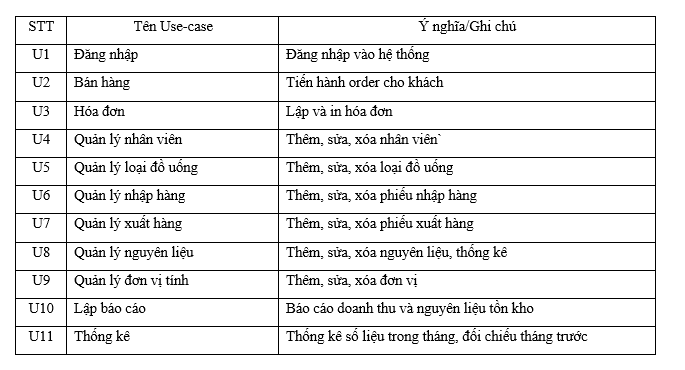 STT Tên Use-case Ý nghĩa/Ghi chú
U1 Đăng nhập Đăng nhập vào hệ thống
U2 Bán hàng Tiến hành order cho khách
U3 Hóa đơn Lập và in hóa đơn
U4 Quản lý nhân viên Thêm, sửa, xóa nhân viên`
U5 Quản lý loại đồ uống Thêm, sửa, xóa loại đồ uống
U6 Quản lý nhập hàng Thêm, sửa, xóa phiếu nhập hàng
U7 Quản lý xuất hàng Thêm, sửa, xóa phiếu xuất hàng
U8 Quản lý nguyên liệu Thêm, sửa, xóa nguyên liệu, thống kê
U9 Quản lý đơn vị tính Thêm, sửa, xóa đơn vị
U10 Lập báo cáo Báo cáo doanh thu và nguyên liệu tồn kho
U11 Thống kê Thống kê số liệu trong tháng, đối chiếu tháng trước